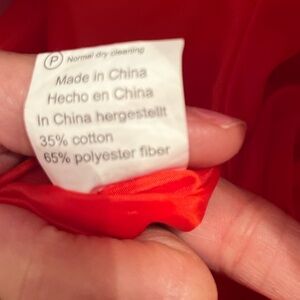 P Normal dry cleaning
Made in China
Hecho en China
In China hergestellt
35% cotton
65% polyester fiber